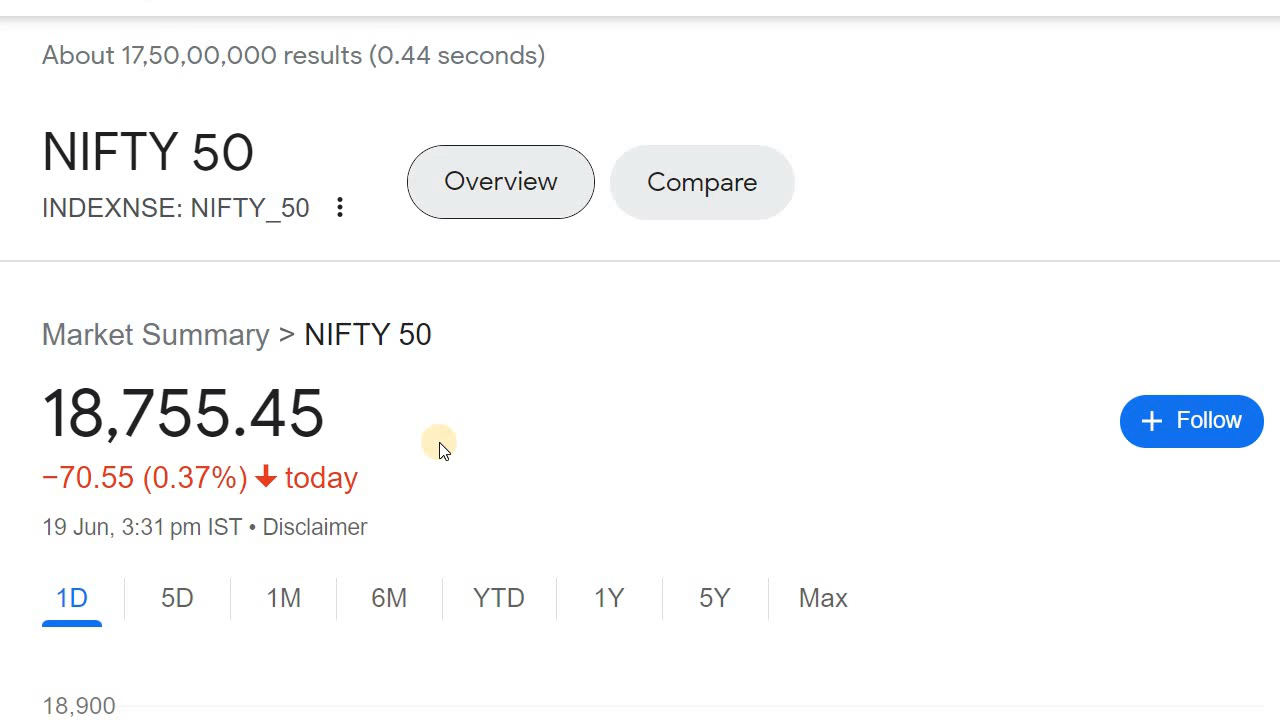 About 17,50,00,000 results (0.44 seconds)
NIFTY 50
INDEXNSE: NIFTY_50
Overview
Compare
Market Summary > NIFTY 50
18,755.45
−70.55 (0.37%) ↓ today
+ Follow
19 Jun, 3:31 pm IST • Disclaimer
1D 5D 1M 6M YTD 1Y 5Y Max
18,900